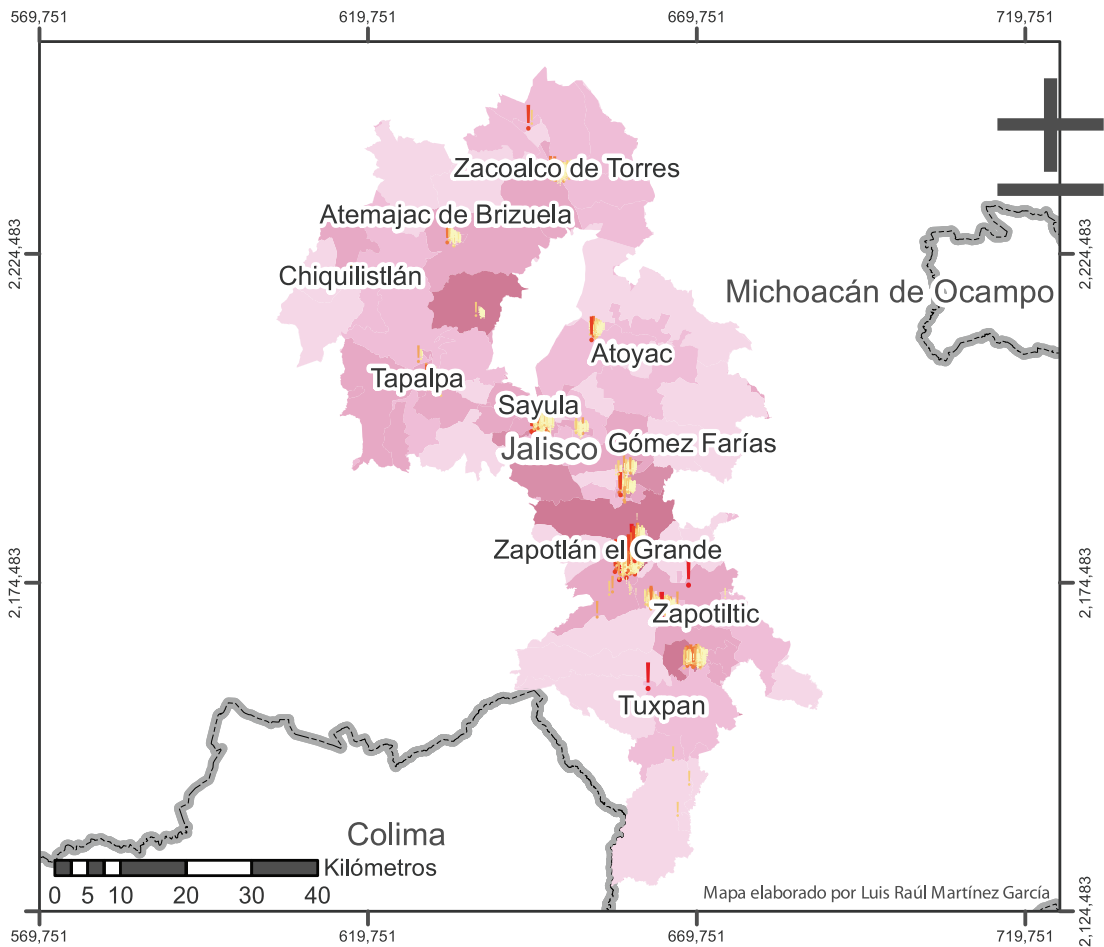 569,751 619,751 669,751 719,751
Zacoalco de Torres
Atemajac de Brizuela
2,224,483 2,224,483
Chiquilistlán
Michoacán de Ocampo
Atoyac
Tapalpa
Sayula
Jalisco Gómez Farías
Zapotlán el Grande
2,174,483 2,174,483
Zapotiltic
Tuxpan
Colima
Kilómetros
0 5 10 20 30 40
Mapa elaborado por Luis Raúl Martínez García
2,124,483
569,751 619,751 669,751 719,751